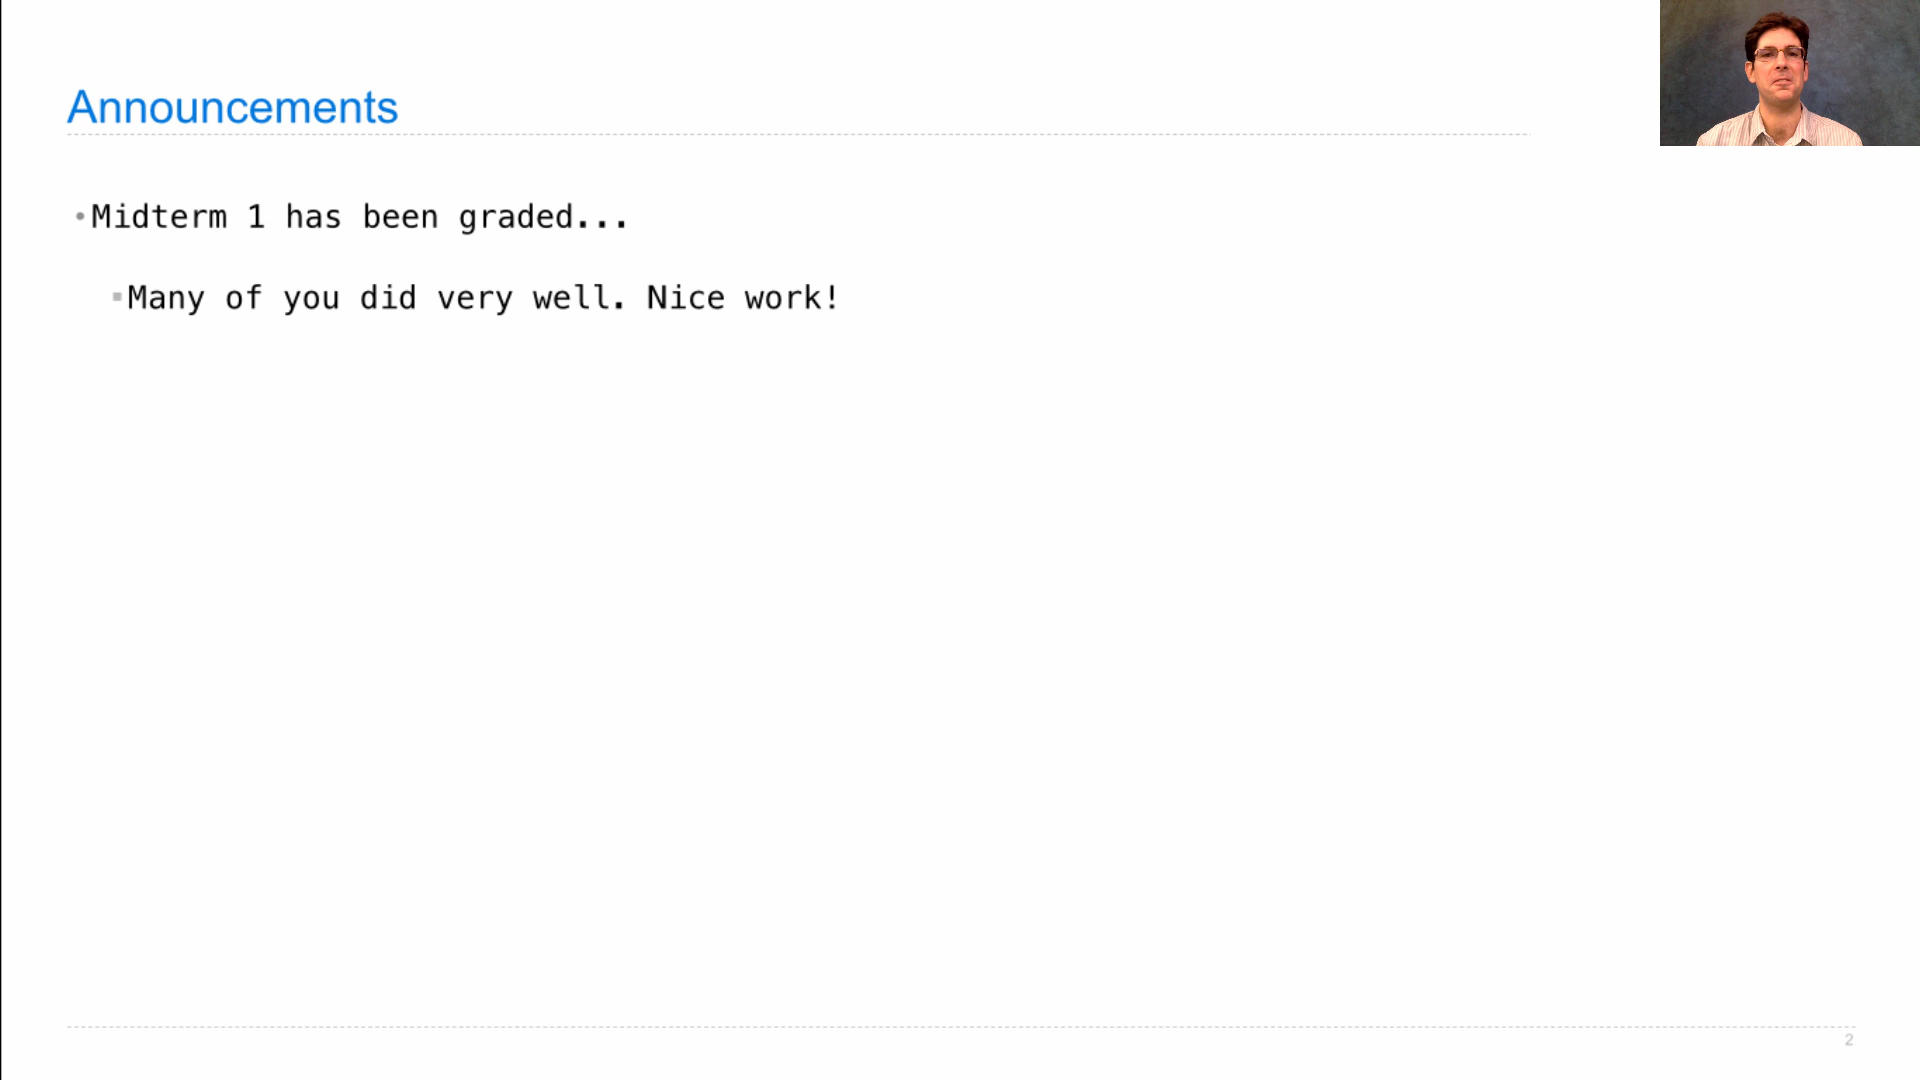 Announcements
•Midterm 1 has been graded...
▪Many of you did very well. Nice work!
2